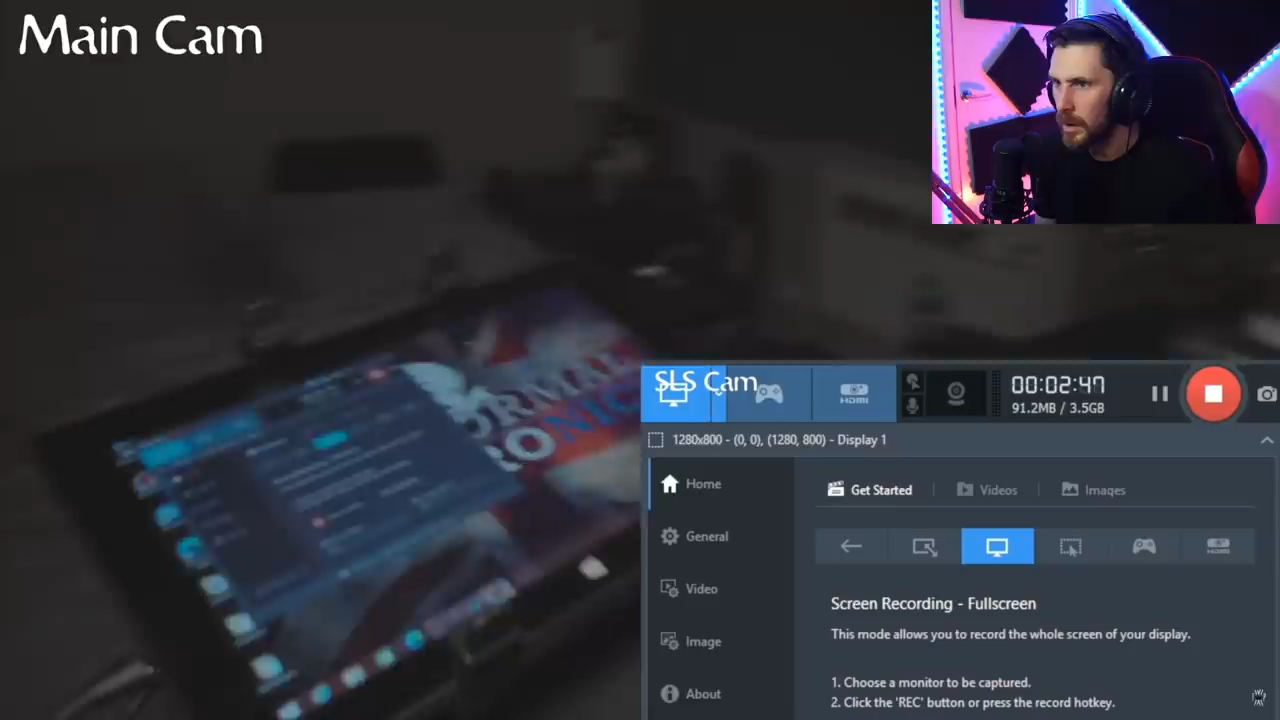 Main Cam
SLS Cam
HDMI
00:02:47
91.2MB / 3.5GB
1280x800 - (0, 0), (1280, 800) - Display 1
Home
Get Started
Videos
Images
General
HDMI
Video
Screen Recording - Fullscreen
This mode allows you to record the whole screen of your display.
Image
1. Choose a monitor to be captured.
About
2. Click the 'REC' button or press the record hotkey.